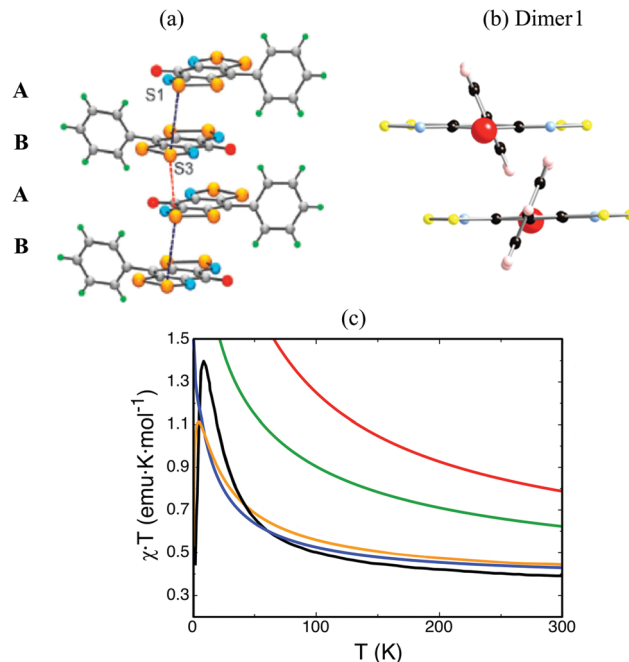 (a)
(b) Dimer1
A
S1
B
S3
A
B
(c)
χ·T (emu·K·mol⁻¹)
1.5
1.3
1.1
0.9
0.7
0.5
0.3
0
100
200
300
T (K)